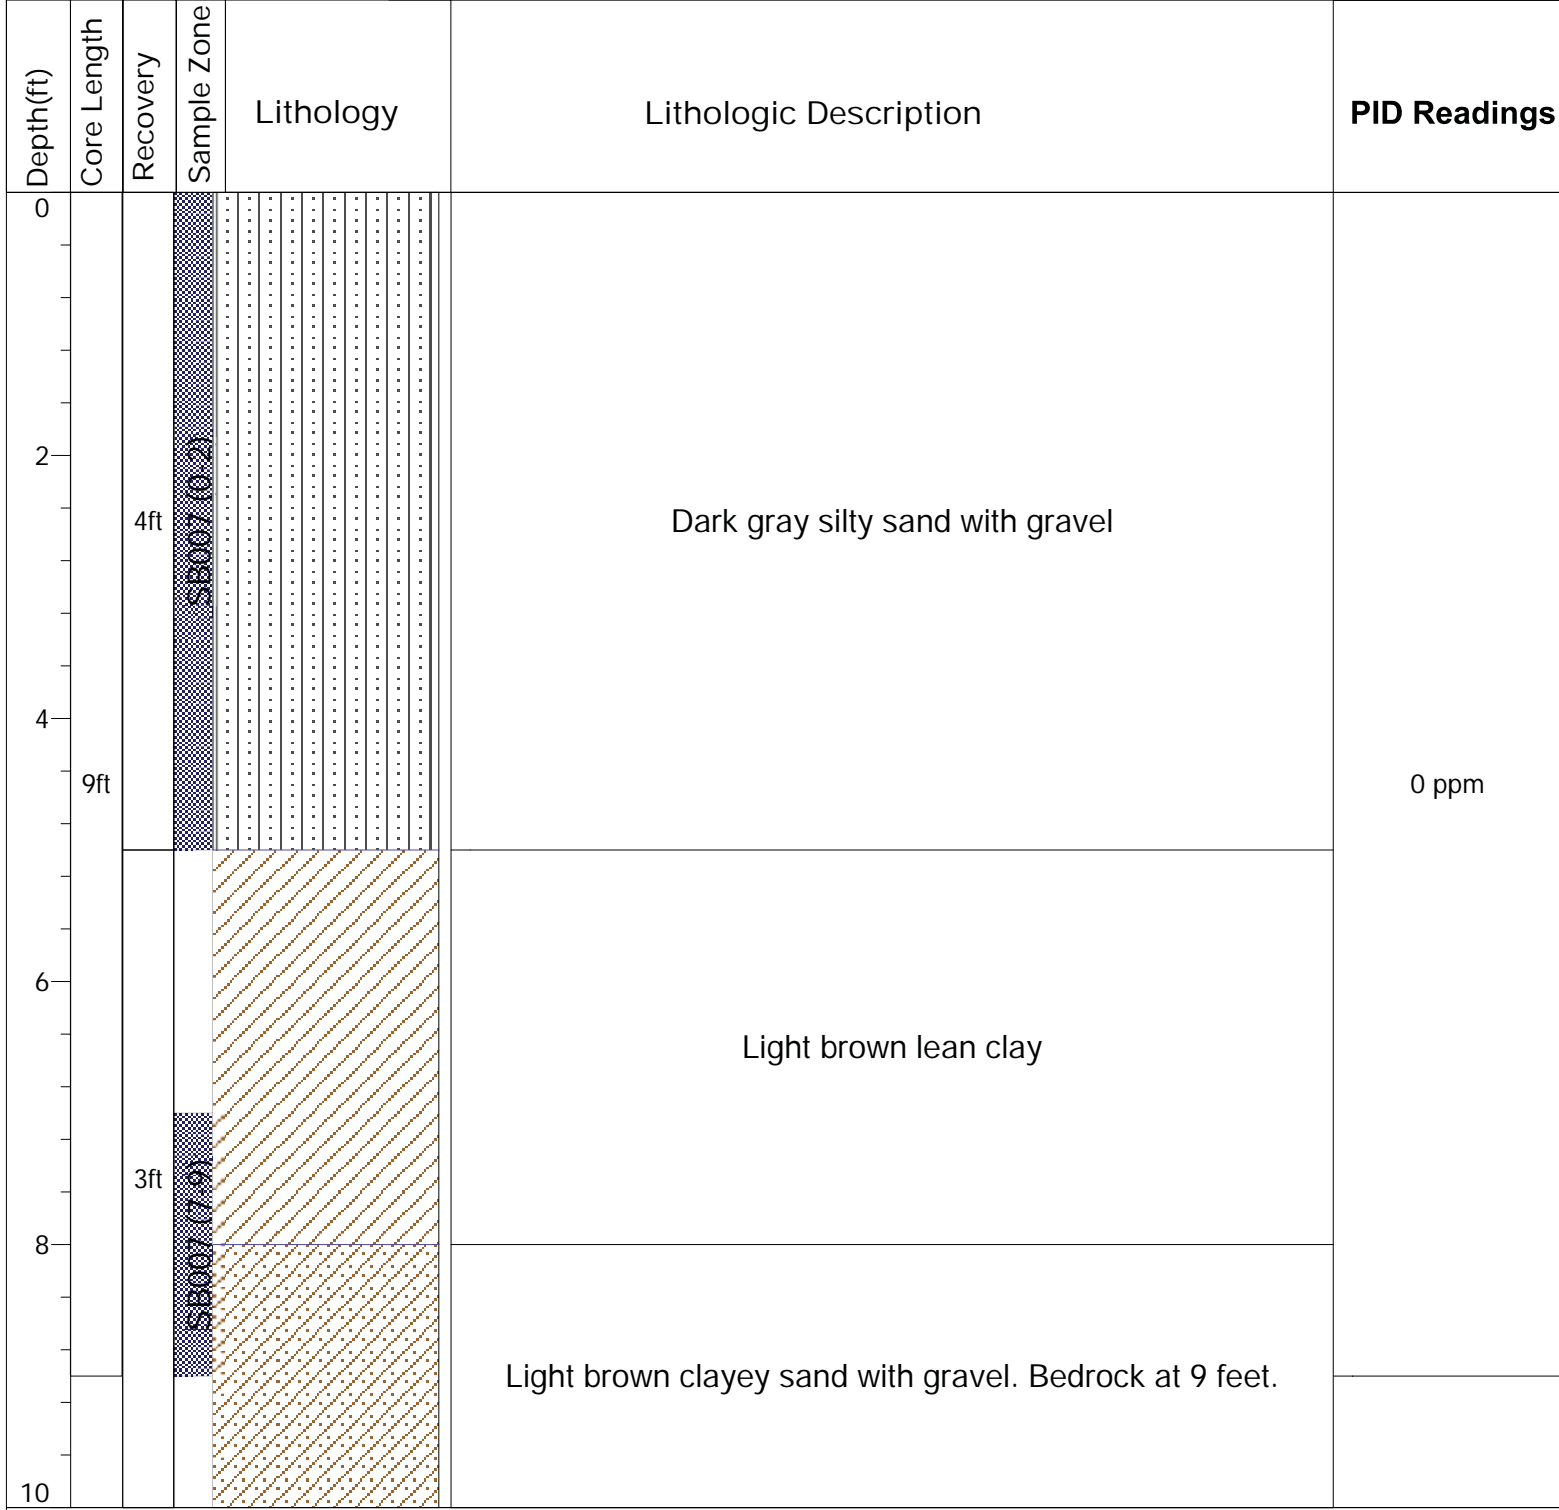 Depth(ft)
Core Length
Recovery
Sample Zone
Lithology
Lithologic Description
PID Readings
0
2
4
6
8
10
9ft
4ft
3ft
SB007 (0-2)
SB007 (7-9)
Dark gray silty sand with gravel
Light brown lean clay
Light brown clayey sand with gravel. Bedrock at 9 feet.
0 ppm